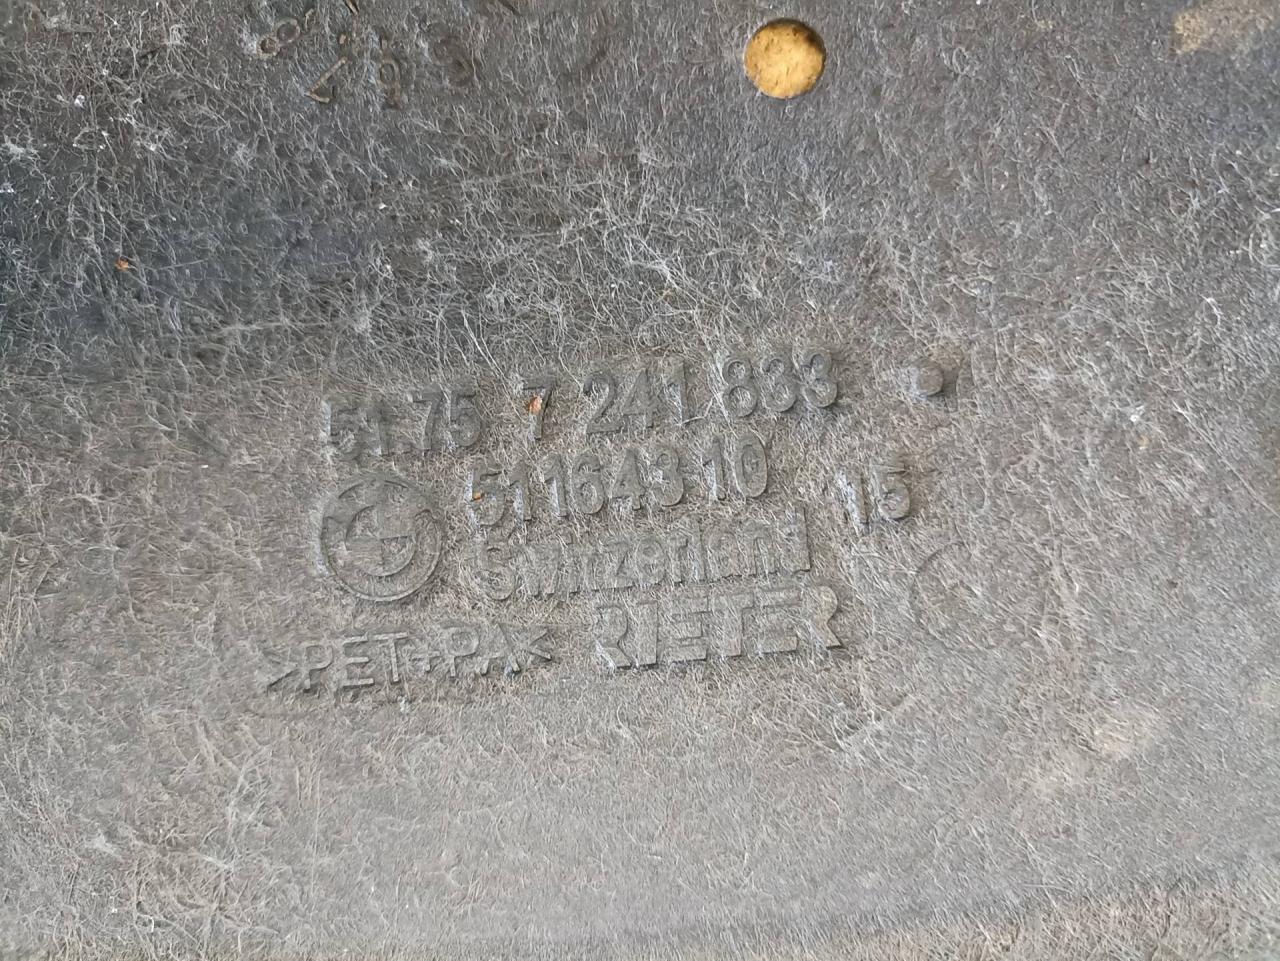 51.75 7 241 833
51164310 15
Switzerland
>PET+PA< RIETER